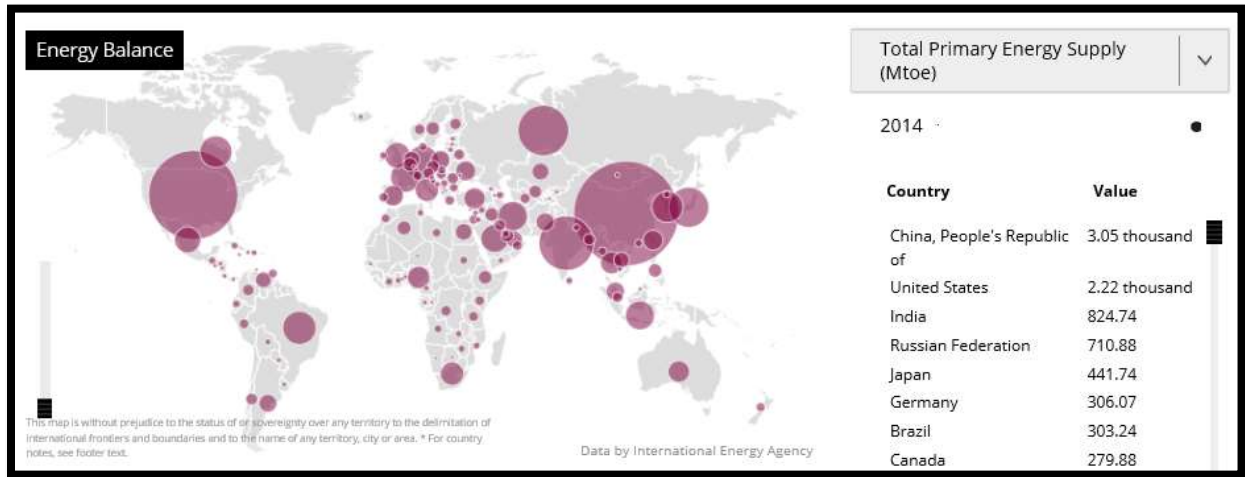 Energy Balance
Total Primary Energy Supply
(Mtoe)
2014
Country Value
China, People's Republic 3.05 thousand
of
United States 2.22 thousand
India 824.74
Russian Federation 710.88
Japan 441.74
Germany 306.07
Brazil 303.24
Canada 279.88
This map is without prejudice to the status of or sovereignty over any territory to the delimitation of
international frontiers and boundaries and to the name of any territory, city or area. * For country
notes, see footer text.
Data by International Energy Agency